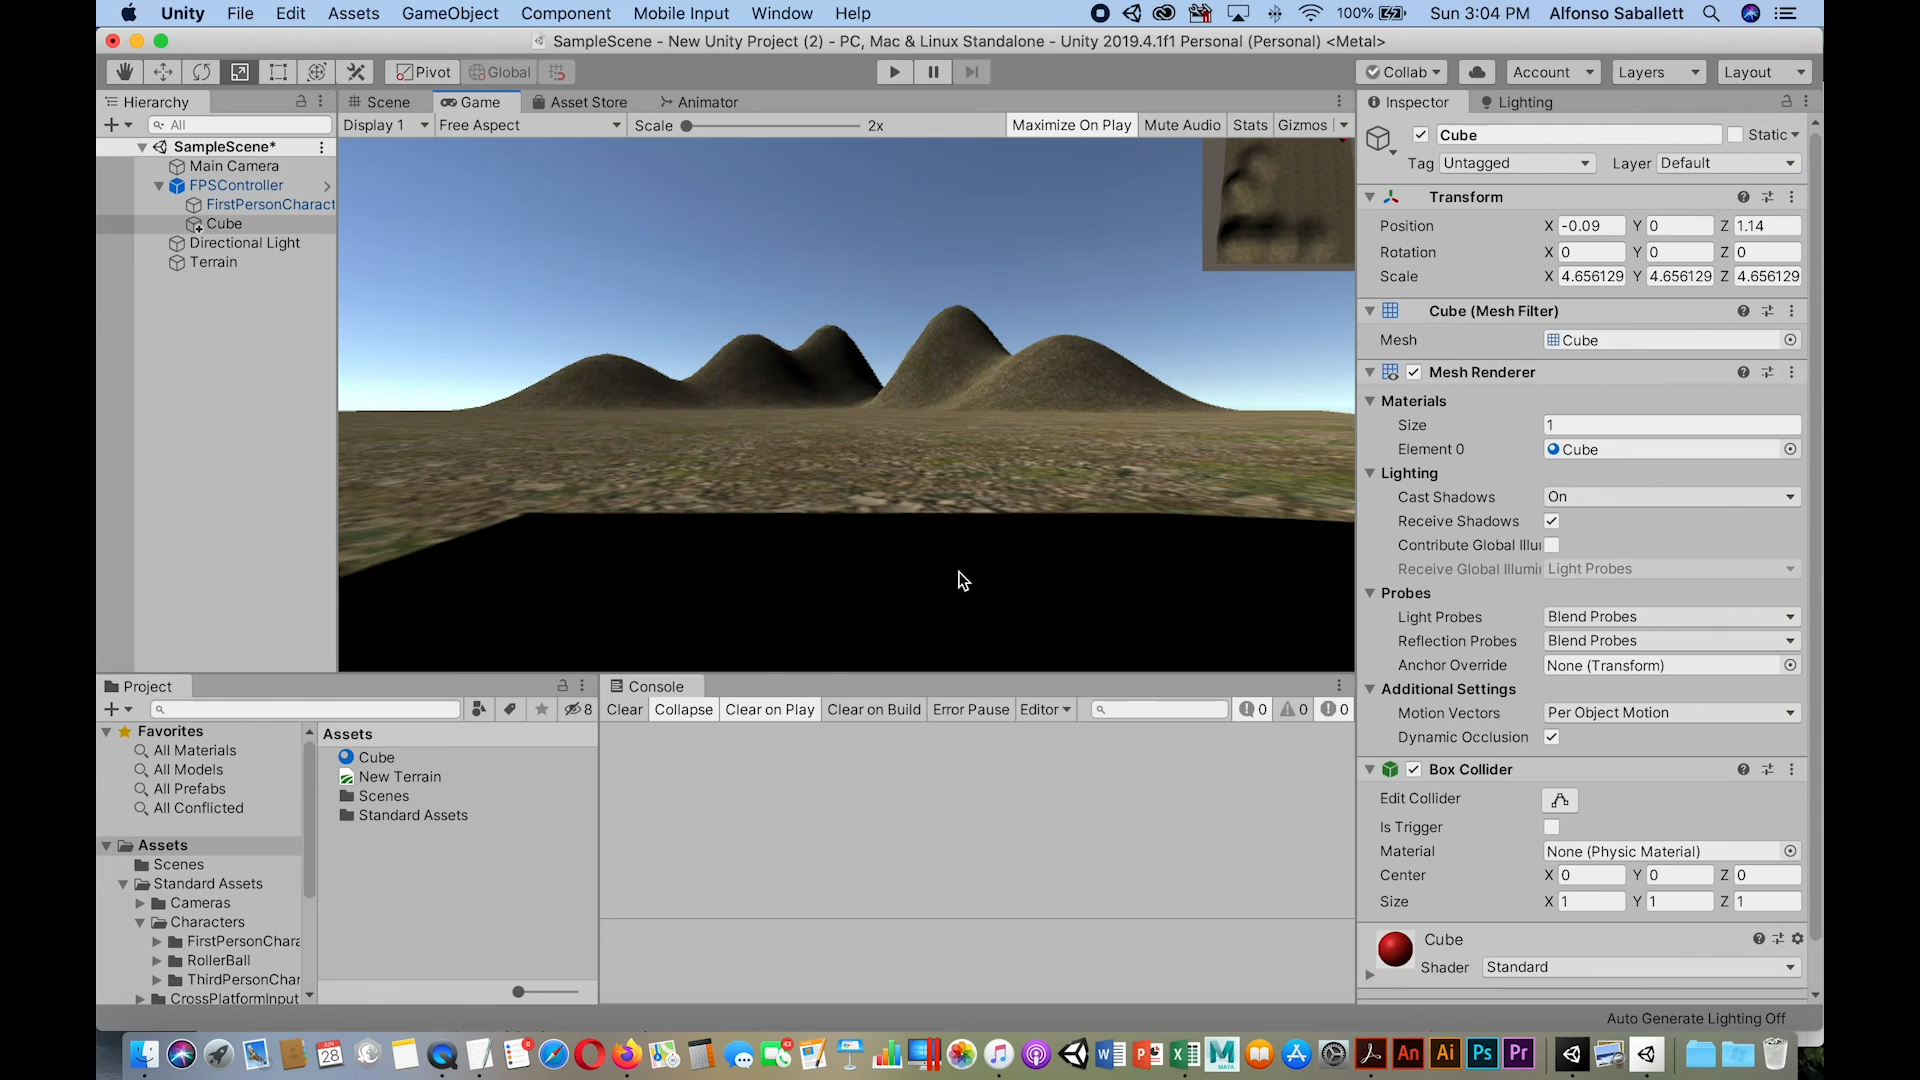 Unity File Edit Assets GameObject Component Mobile Input Window Help 100% Sun 3:04 PM Alfonso Saballett
SampleScene - New Unity Project (2) - PC, Mac & Linux Standalone - Unity 2019.4.1f1 Personal (Personal) <Metal>
Pivot Global Collab Account Layers Layout
Hierarchy Scene Game Asset Store Animator Inspector Lighting
All Display 1 Free Aspect Scale 2x Maximize On Play Mute Audio Stats Gizmos
SampleScene*
Main Camera
FPSController
FirstPersonCharact
Cube
Directional Light
Terrain
Cube Static
Tag Untagged Layer Default
Transform
Position X -0.09 Y 0 Z 1.14
Rotation X 0 Y 0 Z 0
Scale X 4.656129 Y 4.656129 Z 4.656129
Cube (Mesh Filter)
Mesh Cube
Mesh Renderer
Materials
Size 1
Element 0 Cube
Lighting
Cast Shadows On
Receive Shadows
Contribute Global Illui
Receive Global Illumii Light Probes
Probes
Light Probes Blend Probes
Reflection Probes Blend Probes
Anchor Override None (Transform)
Additional Settings
Motion Vectors Per Object Motion
Dynamic Occlusion
Box Collider
Edit Collider
Is Trigger
Material None (Physic Material)
Center X 0 Y 0 Z 0
Size X 1 Y 1 Z 1
Cube
Shader Standard
Project
8
Favorites
All Materials
All Models
All Prefabs
All Conflicted
Assets
Scenes
Standard Assets
Cameras
Characters
FirstPersonChara
RollerBall
ThirdPersonChar
CrossPlatformInput
Assets
Cube
New Terrain
Scenes
Standard Assets
Console
Clear Collapse Clear on Play Clear on Build Error Pause Editor 0 0 0
Auto Generate Lighting Off
JUN 28 43 W P X M MAYA An Ai Ps Pr